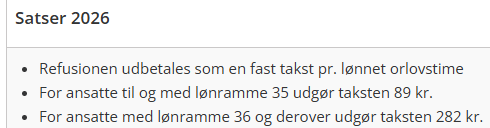 Satser 2026
Refusionen udbetales som en fast takst pr. lønnet orlovstime
For ansatte til og med lønramme 35 udgør taksten 89 kr.
For ansatte med lønramme 36 og derover udgør taksten 282 kr.